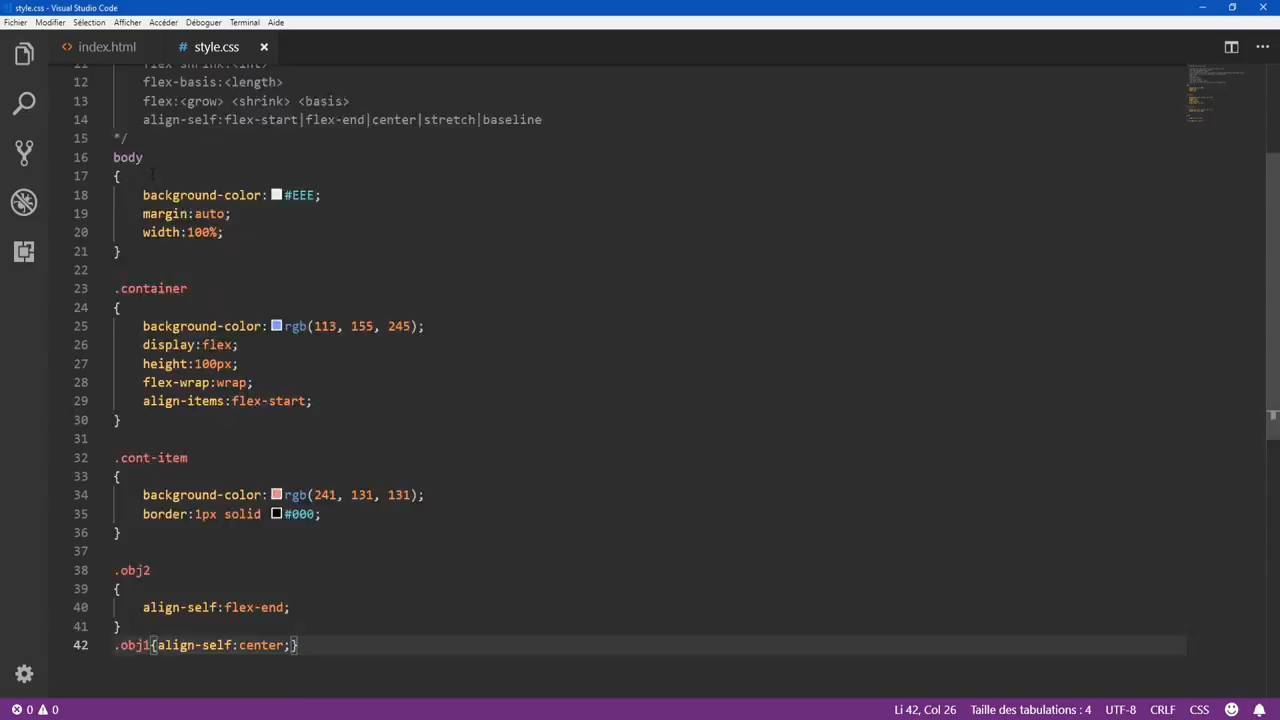 style.css - Visual Studio Code
Fichier Modifier Sélection Afficher Accéder Déboguer Terminal Aide
<> index.html # style.css
11 flex-shrink:<int>
12 flex-basis:<length>
13 flex:<grow> <shrink> <basis>
14 align-self:flex-start|flex-end|center|stretch|baseline
15 */
16 body
17 {
18 background-color: #EEE;
19 margin:auto;
20 width:100%;
21 }
22
23 .container
24 {
25 background-color: rgb(113, 155, 245);
26 display:flex;
27 height:100px;
28 flex-wrap:wrap;
29 align-items:flex-start;
30 }
31
32 .cont-item
33 {
34 background-color: rgb(241, 131, 131);
35 border:1px solid #000;
36 }
37
38 .obj2
39 {
40 align-self:flex-end;
41 }
42 .obj1{align-self:center;}
0 0 Li 42, Col 26 Taille des tabulations : 4 UTF-8 CRLF CSS